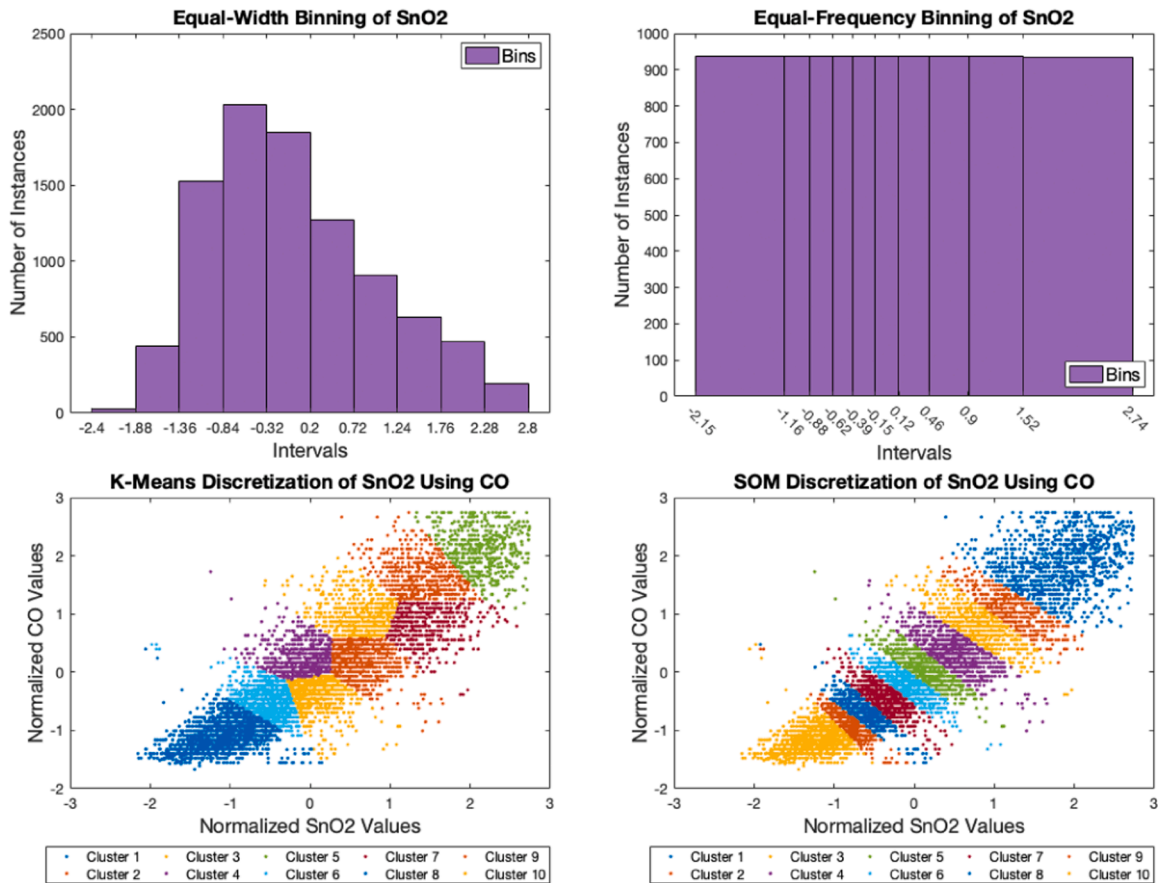 Equal-Width Binning of SnO2
Number of Instances
2500
2000
1500
1000
500
0
Bins
-2.4 -1.88 -1.36 -0.84 -0.32 0.2 0.72 1.24 1.76 2.28 2.8
Intervals
Equal-Frequency Binning of SnO2
Number of Instances
1000
900
800
700
600
500
400
300
200
100
0
Bins
-2.15 -1.16 -0.88 -0.62 -0.39 -0.15 0.12 0.46 0.9 1.52 2.74
Intervals
K-Means Discretization of SnO2 Using CO
Normalized CO Values
3
2
1
0
-1
-2
-3 -2 -1 0 1 2 3
Normalized SnO2 Values
Cluster 1 Cluster 3 Cluster 5 Cluster 7 Cluster 9
Cluster 2 Cluster 4 Cluster 6 Cluster 8 Cluster 10
SOM Discretization of SnO2 Using CO
Normalized CO Values
3
2
1
0
-1
-2
-3 -2 -1 0 1 2 3
Normalized SnO2 Values
Cluster 1 Cluster 3 Cluster 5 Cluster 7 Cluster 9
Cluster 2 Cluster 4 Cluster 6 Cluster 8 Cluster 10